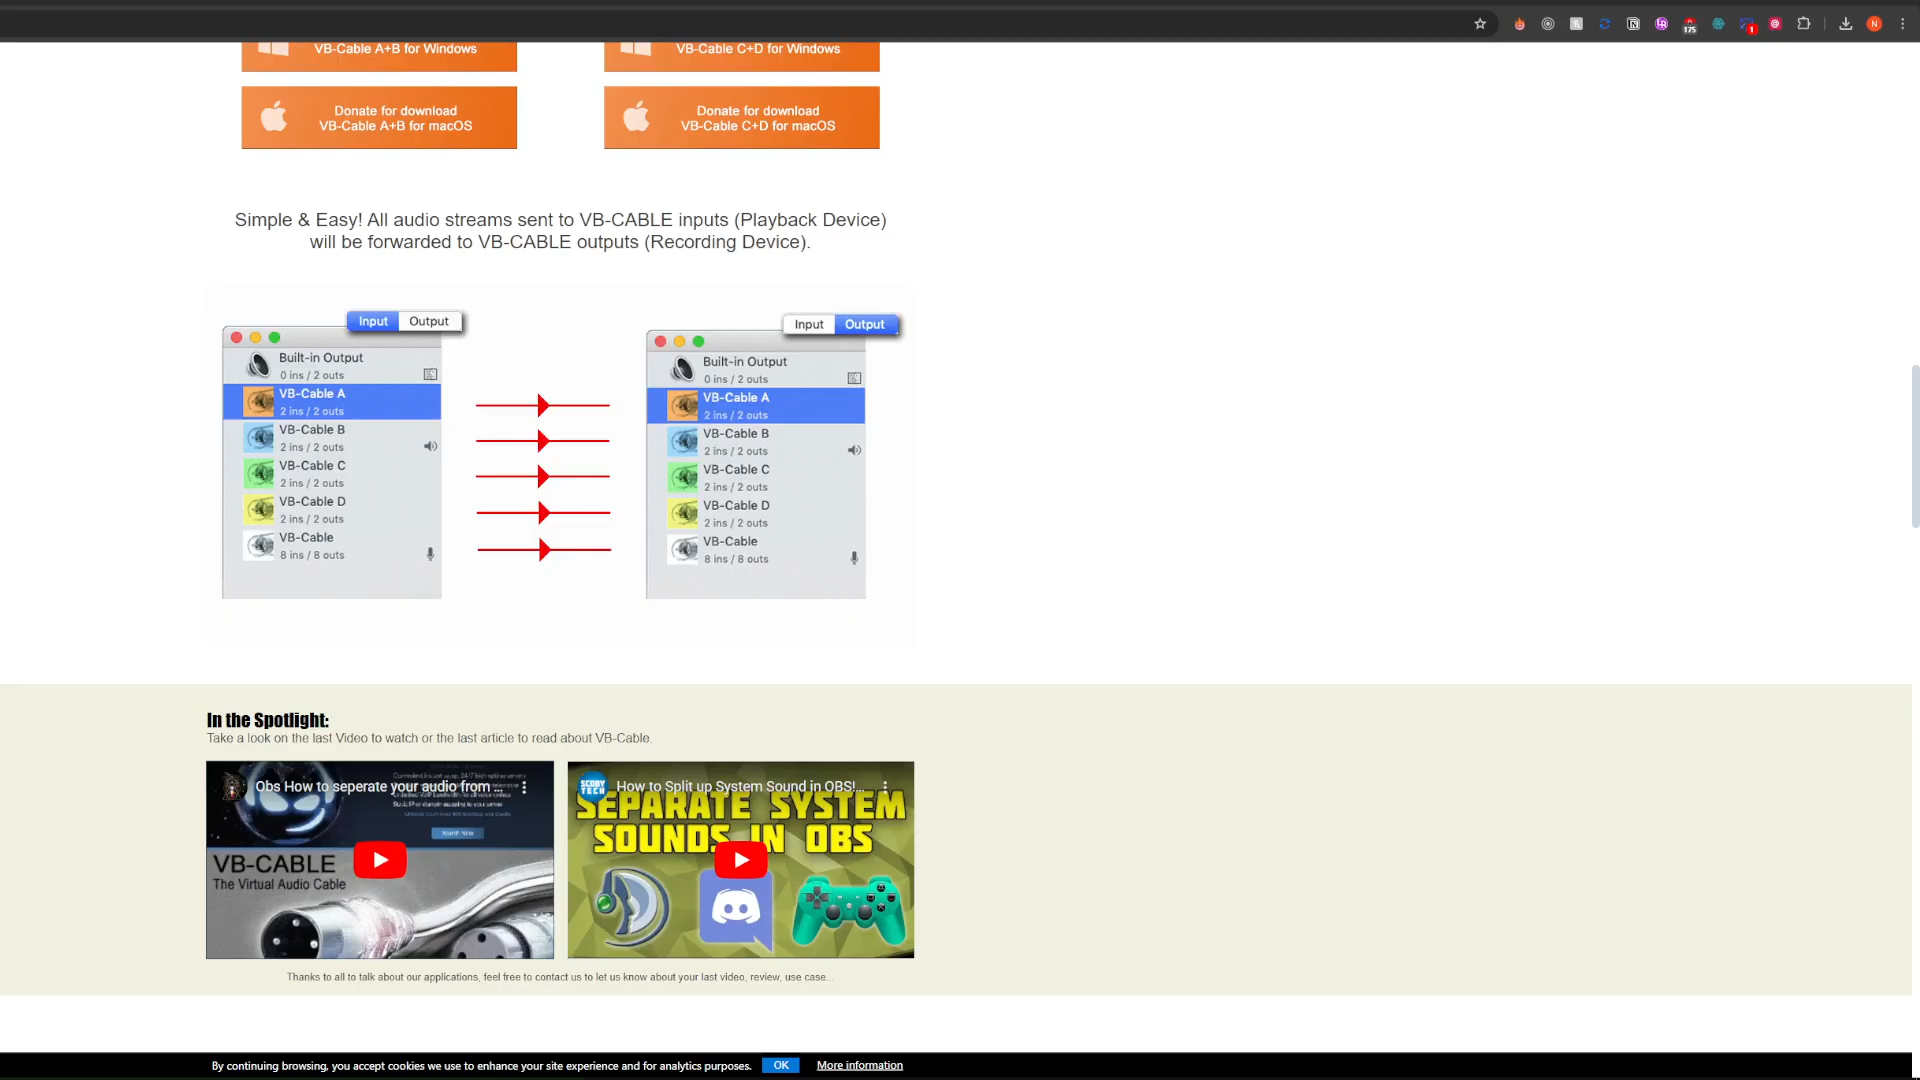 175
1
N
VB-Cable A+B for Windows
VB-Cable C+D for Windows
Donate for download
VB-Cable A+B for macOS
Donate for download
VB-Cable C+D for macOS
Simple & Easy! All audio streams sent to VB-CABLE inputs (Playback Device)
will be forwarded to VB-CABLE outputs (Recording Device).
Input Output
Built-in Output
0 ins / 2 outs
VB-Cable A
2 ins / 2 outs
VB-Cable B
2 ins / 2 outs
VB-Cable C
2 ins / 2 outs
VB-Cable D
2 ins / 2 outs
VB-Cable
8 ins / 8 outs
Input Output
Built-in Output
0 ins / 2 outs
VB-Cable A
2 ins / 2 outs
VB-Cable B
2 ins / 2 outs
VB-Cable C
2 ins / 2 outs
VB-Cable D
2 ins / 2 outs
VB-Cable
8 ins / 8 outs
In the Spotlight:
Take a look on the last Video to watch or the last article to read about VB-Cable.
Obs How to seperate your audio from ...
VB-CABLE
The Virtual Audio Cable
SCOBY
TECH
How to Split up System Sound in OBS!...
SEPARATE SYSTEM
SOUNDS IN OBS
Thanks to all to talk about our applications, feel free to contact us to let us know about your last video, review, use case...
By continuing browsing, you accept cookies we use to enhance your site experience and for analytics purposes.
OK
More information